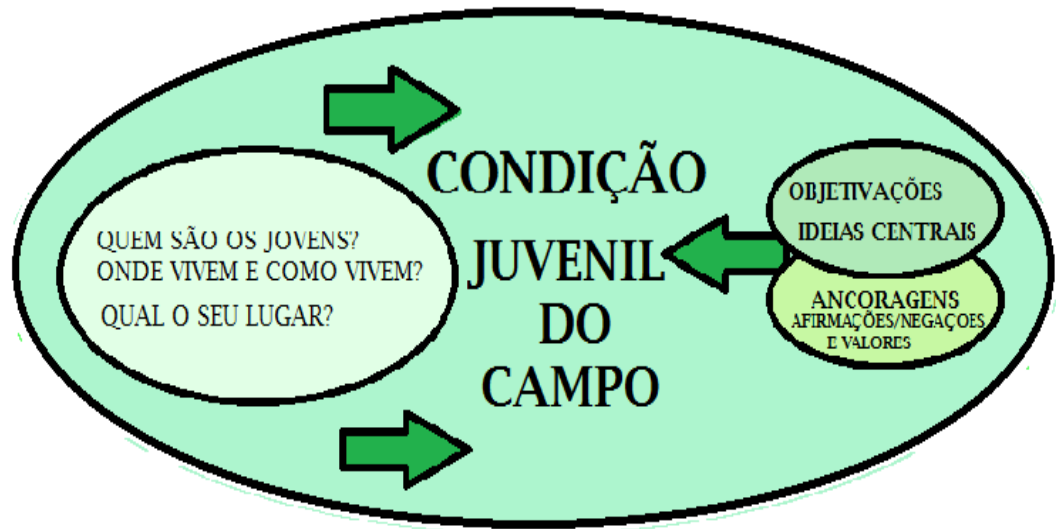 QUEM SÃO OS JOVENS?
ONDE VIVEM E COMO VIVEM?
QUAL O SEU LUGAR?
CONDIÇÃO
JUVENIL
DO
CAMPO
OBJETIVAÇÕES
IDEIAS CENTRAIS
ANCORAGENS
AFIRMAÇÕES/NEGAÇOES
E VALORES